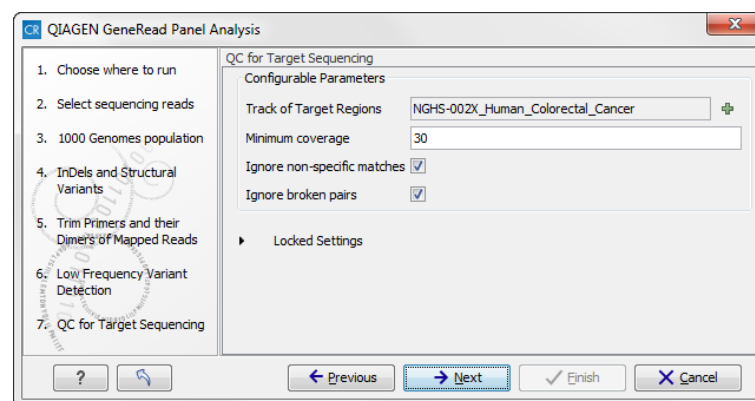 CR QIAGEN GeneRead Panel Analysis
x
1. Choose where to run
2. Select sequencing reads
3. 1000 Genomes population
4. InDels and Structural
Variants
5. Trim Primers and their
Dimers of Mapped Reads
6. Low Frequency Variant
Detection
7. QC for Target Sequencing
QC for Target Sequencing
Configurable Parameters
Track of Target Regions NGHS-002X_Human_Colorectal_Cancer
Minimum coverage 30
Ignore non-specific matches
Ignore broken pairs
Locked Settings
? Previous Next Finish Cancel